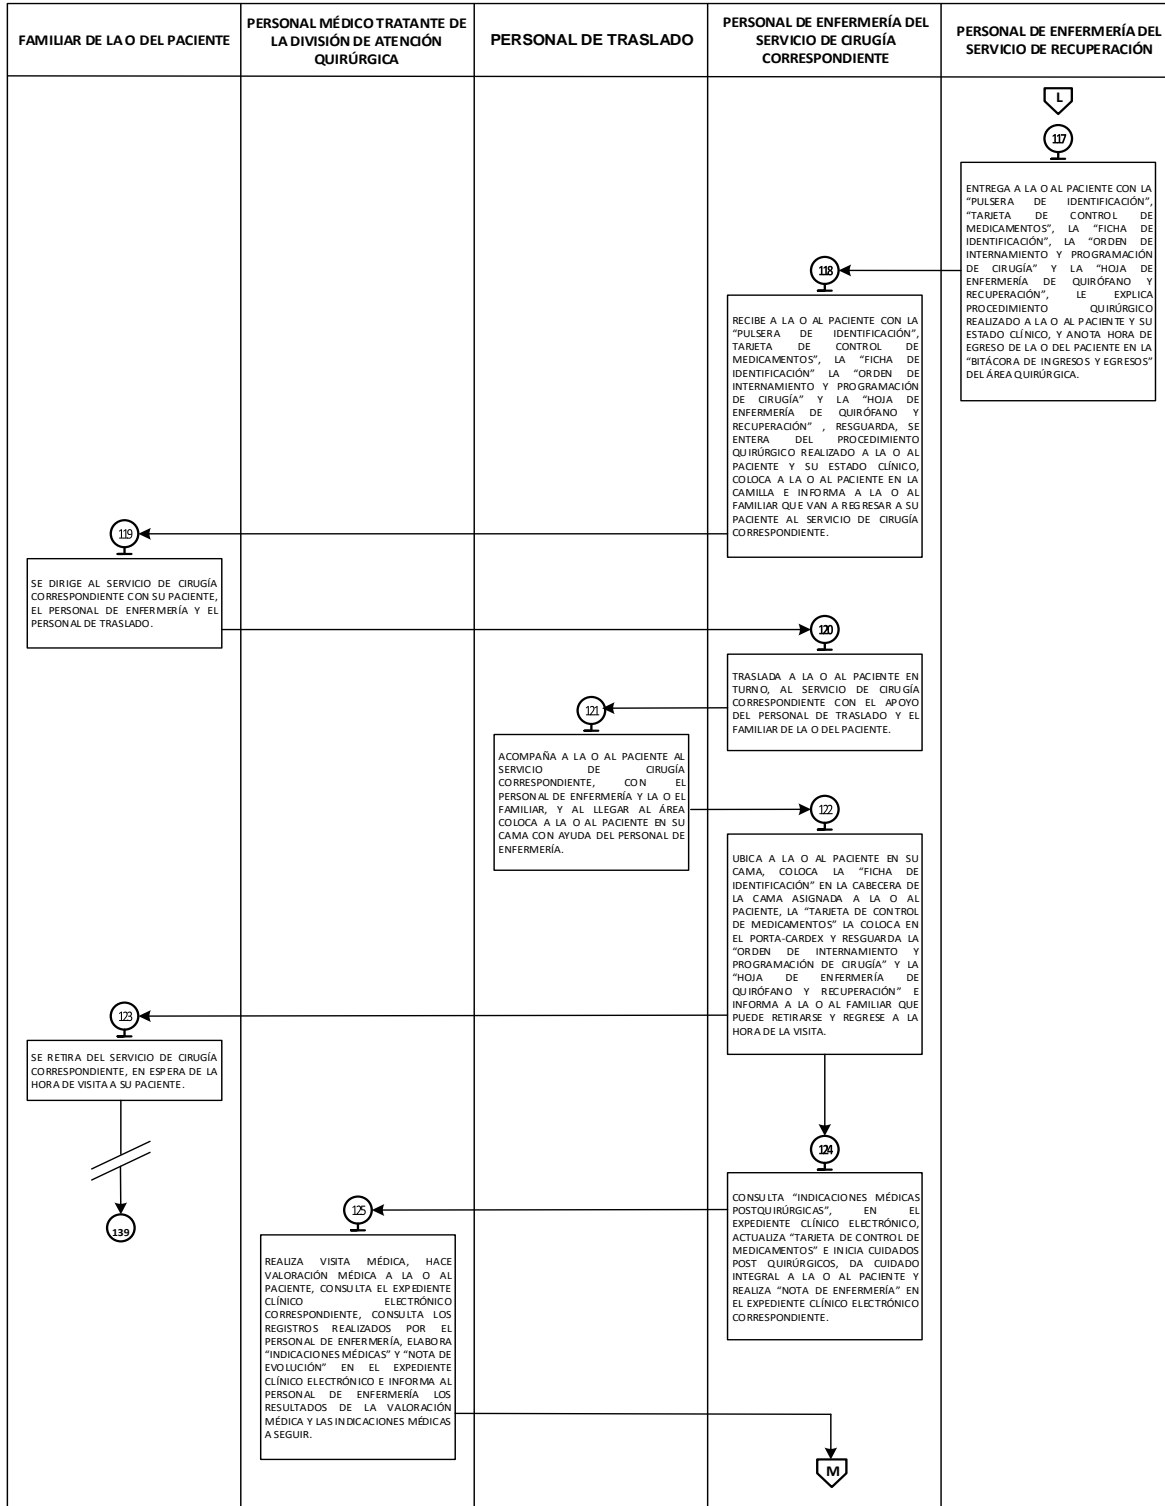 FAMILIAR DE LA O DEL PACIENTE
PERSONAL MÉDICO TRATANTE DE
LA DIVISIÓN DE ATENCIÓN
QUIRÚRGICA
PERSONAL DE TRASLADO
PERSONAL DE ENFERMERÍA DEL
SERVICIO DE CIRUGÍA
CORRESPONDIENTE
PERSONAL DE ENFERMERÍA DEL
SERVICIO DE RECUPERACIÓN
L
117
ENTREGA A LA O AL PACIENTE CON LA
“PULSERA DE IDENTIFICACIÓN”,
“TARJETA DE CONTROL DE
MEDICAMENTOS”, LA “FICHA DE
IDENTIFICACIÓN”, LA “ORDEN DE
INTERNAMIENTO Y PROGRAMACIÓN
DE CIRUGÍA” Y LA “HOJA DE
ENFERMERÍA DE QUIRÓFANO Y
RECUPERACIÓN”, LE EXPLICA
PROCEDIMIENTO QUIRÚRGICO
REALIZADO A LA O AL PACIENTE Y SU
ESTADO CLÍNICO, Y ANOTA HORA DE
EGRESO DE LA O DEL PACIENTE EN LA
“BITÁCORA DE INGRESOS Y EGRESOS”
DEL ÁREA QUIRÚRGICA.
118
RECIBE A LA O AL PACIENTE CON LA
“PULSERA DE IDENTIFICACIÓN”,
TARJETA DE CONTROL DE
MEDICAMENTOS”, LA “FICHA DE
IDENTIFICACIÓN” LA “ORDEN DE
INTERNAMIENTO Y PROGRAMACIÓN
DE CIRUGÍA” Y LA “HOJA DE
ENFERMERÍA DE QUIRÓFANO Y
RECUPERACIÓN” , RESGUARDA, SE
ENTERA DEL PROCEDIMIENTO
QUIRÚRGICO REALIZADO A LA O AL
PACIENTE Y SU ESTADO CLÍNICO,
COLOCA A LA O AL PACIENTE EN LA
CAMILLA E INFORMA A LA O AL
FAMILIAR QUE VAN A REGRESAR A SU
PACIENTE AL SERVICIO DE CIRUGÍA
CORRESPONDIENTE.
119
SE DIRIGE AL SERVICIO DE CIRUGÍA
CORRESPONDIENTE CON SU PACIENTE,
EL PERSONAL DE ENFERMERÍA Y EL
PERSONAL DE TRASLADO.
120
TRASLADA A LA O AL PACIENTE EN
TURNO, AL SERVICIO DE CIRUGÍA
CORRESPONDIENTE CON EL APOYO
DEL PERSONAL DE TRASLADO Y EL
FAMILIAR DE LA O DEL PACIENTE.
121
ACOMPAÑA A LA O AL PACIENTE AL
SERVICIO DE CIRUGÍA
CORRESPONDIENTE, CON EL
PERSONAL DE ENFERMERÍA Y LA O EL
FAMILIAR, Y AL LLEGAR AL ÁREA
COLOCA A LA O AL PACIENTE EN SU
CAMA CON AYUDA DEL PERSONAL DE
ENFERMERÍA.
122
UBICA A LA O AL PACIENTE EN SU
CAMA, COLOCA LA “FICHA DE
IDENTIFICACIÓN” EN LA CABECERA DE
LA CAMA ASIGNADA A LA O AL
PACIENTE, LA “TARJETA DE CONTROL
DE MEDICAMENTOS” LA COLOCA EN
EL PORTA-CARDEX Y RESGUARDA LA
“ORDEN DE INTERNAMIENTO Y
PROGRAMACIÓN DE CIRUGÍA” Y LA
“HOJA DE ENFERMERÍA DE
QUIRÓFANO Y RECUPERACIÓN” E
INFORMA A LA O AL FAMILIAR QUE
PUEDE RETIRARSE Y REGRESE A LA
HORA DE LA VISITA.
123
SE RETIRA DEL SERVICIO DE CIRUGÍA
CORRESPONDIENTE, EN ESPERA DE LA
HORA DE VISITA A SU PACIENTE.
139
124
CONSULTA “INDICACIONES MÉDICAS
POSTQUIRÚRGICAS”, EN EL
EXPEDIENTE CLÍNICO ELECTRÓNICO,
ACTUALIZA “TARJETA DE CONTROL DE
MEDICAMENTOS” E INICIA CUIDADOS
POST QUIRÚRGICOS, DA CUIDADO
INTEGRAL A LA O AL PACIENTE Y
REALIZA “NOTA DE ENFERMERÍA” EN
EL EXPEDIENTE CLÍNICO ELECTRÓNICO
CORRESPONDIENTE.
125
REALIZA VISITA MÉDICA, HACE
VALORACIÓN MÉDICA A LA O AL
PACIENTE, CONSULTA EL EXPEDIENTE
CLÍNICO ELECTRÓNICO
CORRESPONDIENTE, CONSULTA LOS
REGISTROS REALIZADOS POR EL
PERSONAL DE ENFERMERÍA, ELABORA
“INDICACIONES MÉDICAS” Y “NOTA DE
EVOLUCIÓN” EN EL EXPEDIENTE
CLÍNICO ELECTRÓNICO E INFORMA AL
PERSONAL DE ENFERMERÍA LOS
RESULTADOS DE LA VALORACIÓN
MÉDICA Y LAS INDICACIONES MÉDICAS
A SEGUIR.
M